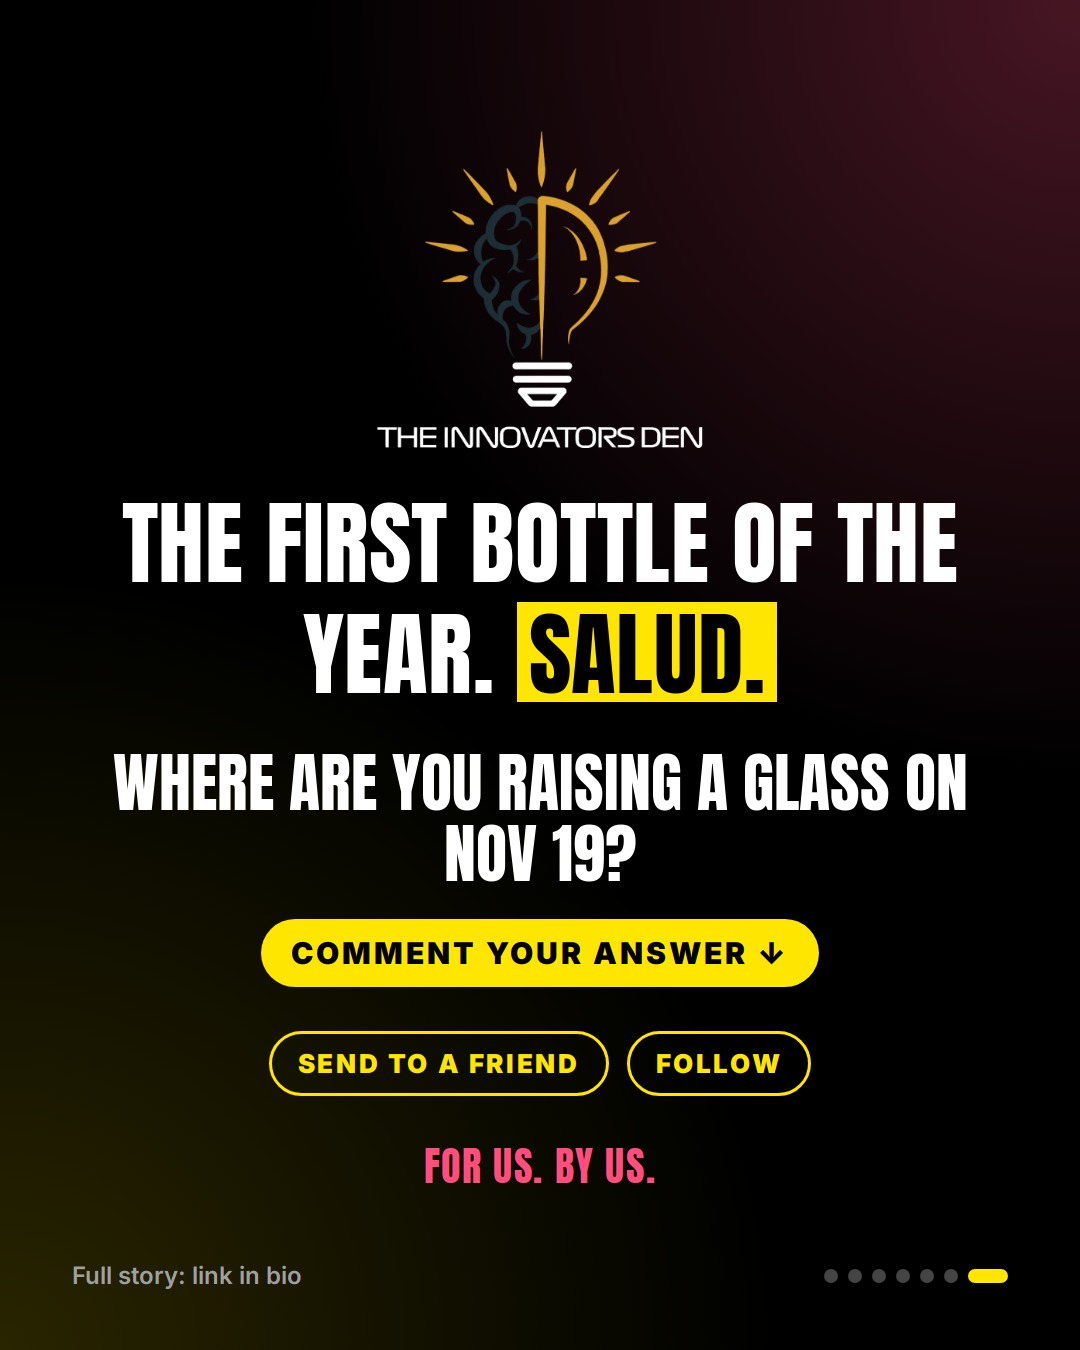 THE INNOVATORS DEN
THE FIRST BOTTLE OF THE
YEAR. SALUD.
WHERE ARE YOU RAISING A GLASS ON
NOV 19?
COMMENT YOUR ANSWER ↓
SEND TO A FRIEND
FOLLOW
FOR US. BY US.
Full story: link in bio